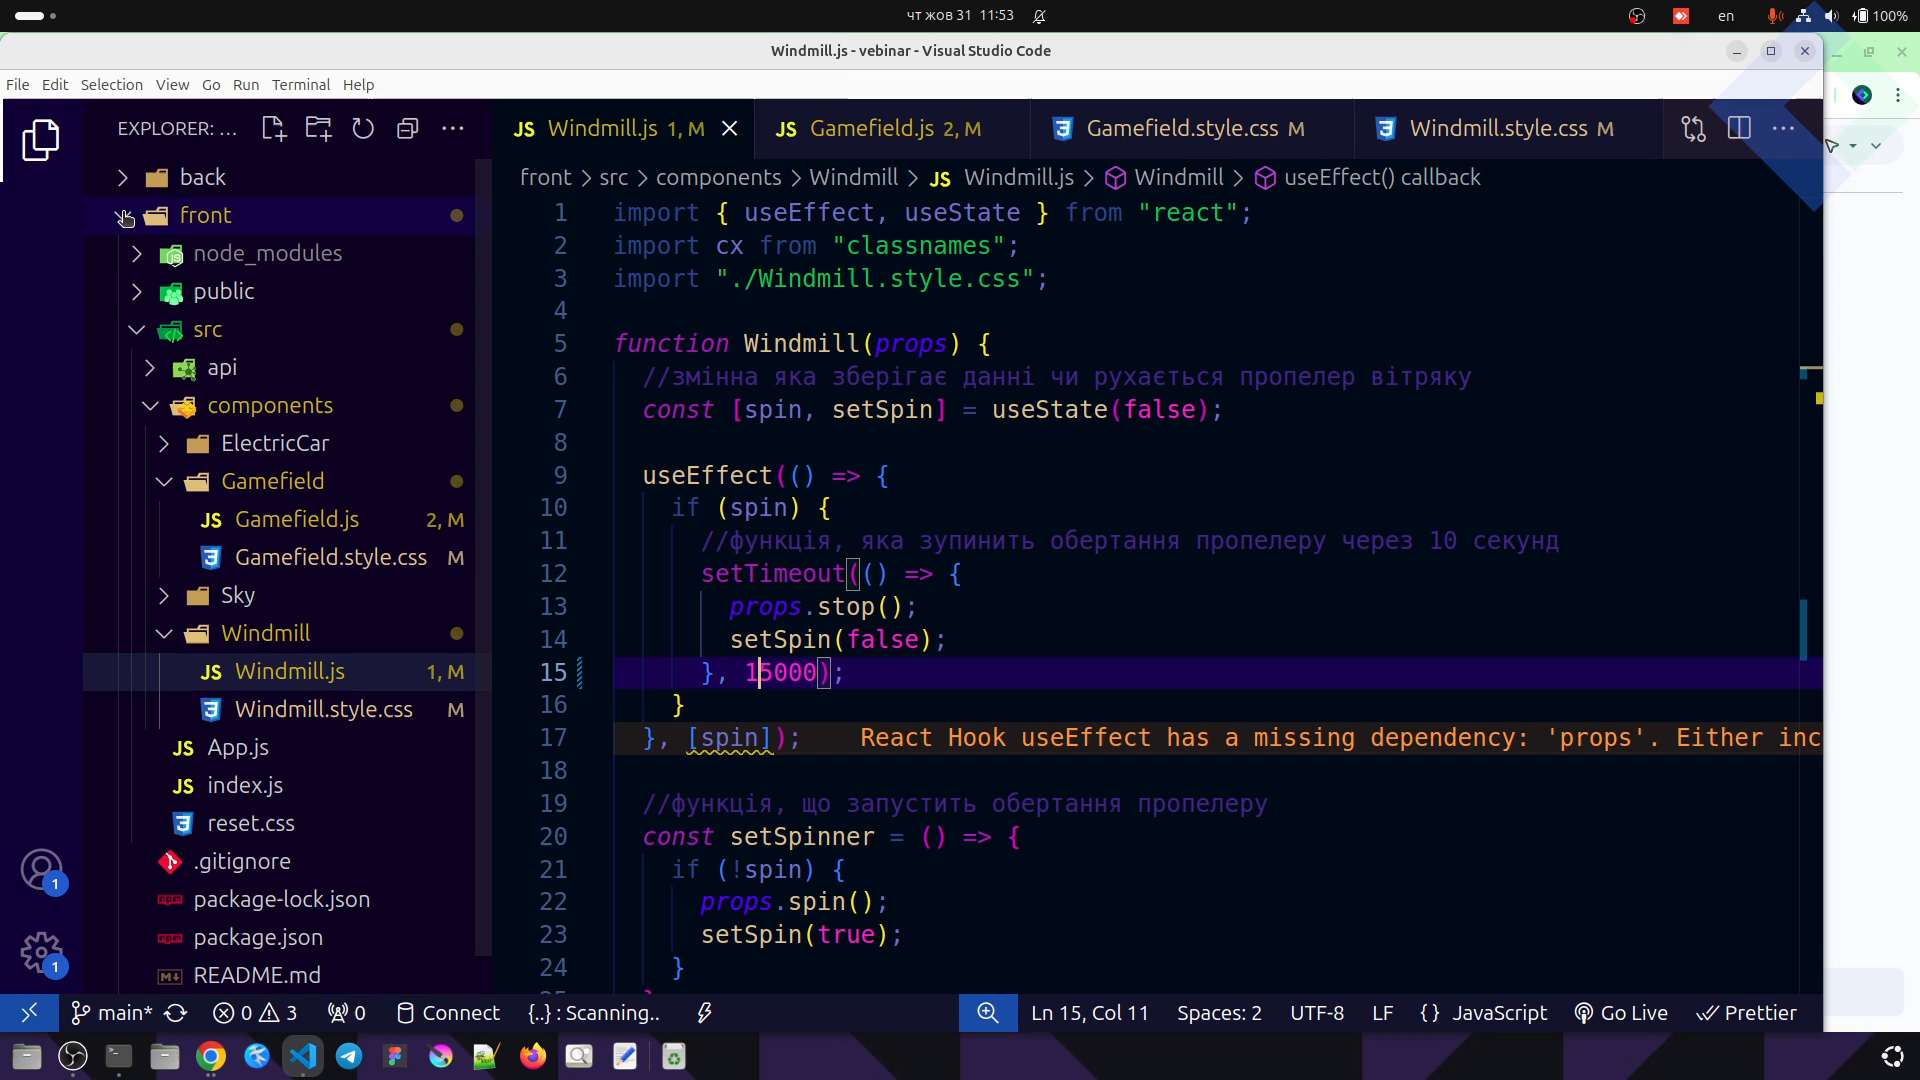 чт жов 31 11:53
en
100%
Windmill.js - vebinar - Visual Studio Code
File Edit Selection View Go Run Terminal Help
EXPLORER: ...
JS Windmill.js 1, M
JS Gamefield.js 2, M
Gamefield.style.css M
Windmill.style.css M
front > src > components > Windmill > JS Windmill.js > Windmill > useEffect() callback
back
front
node_modules
public
src
api
components
ElectricCar
Gamefield
JS Gamefield.js 2, M
Gamefield.style.css M
Sky
Windmill
JS Windmill.js 1, M
Windmill.style.css M
JS App.js
JS index.js
reset.css
.gitignore
package-lock.json
package.json
README.md
1 import { useEffect, useState } from "react";
2 import cx from "classnames";
3 import "./Windmill.style.css";
4
5 function Windmill(props) {
6 //змінна яка зберігає данні чи рухається пропелер вітряку
7 const [spin, setSpin] = useState(false);
8
9 useEffect(() => {
10 if (spin) {
11 //функція, яка зупинить обертання пропелеру через 10 секунд
12 setTimeout(() => {
13 props.stop();
14 setSpin(false);
15 }, 15000);
16 }
17 }, [spin]); React Hook useEffect has a missing dependency: 'props'. Either inc
18
19 //функція, що запустить обертання пропелеру
20 const setSpinner = () => {
21 if (!spin) {
22 props.spin();
23 setSpin(true);
24 }
1
1
main* 0 3 0 Connect {..} : Scanning.. Ln 15, Col 11 Spaces: 2 UTF-8 LF {} JavaScript Go Live Prettier